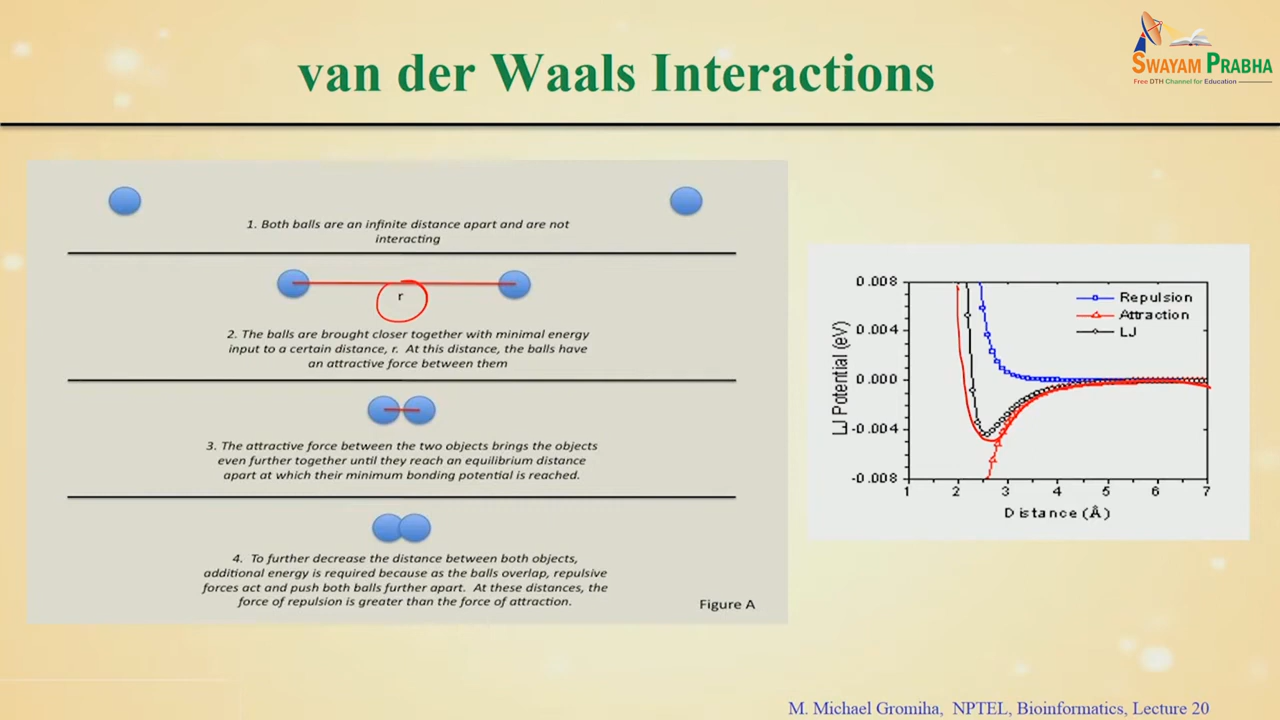 van der Waals Interactions
SWAYAM PRABHA
Free DTH Channel for Education
1. Both balls are an infinite distance apart and are not
interacting
r
2. The balls are brought closer together with minimal energy
input to a certain distance, r. At this distance, the balls have
an attractive force between them
3. The attractive force between the two objects brings the objects
even further together until they reach an equilibrium distance
apart at which their minimum bonding potential is reached.
4. To further decrease the distance between both objects,
additional energy is required because as the balls overlap, repulsive
forces act and push both balls further apart. At these distances, the
force of repulsion is greater than the force of attraction.
Figure A
LJ Potential (eV)
0.008
0.004
0.000
-0.004
-0.008
Repulsion
Attraction
LJ
1 2 3 4 5 6 7
Distance (Å)
M. Michael Gromiha, NPTEL, Bioinformatics, Lecture 20